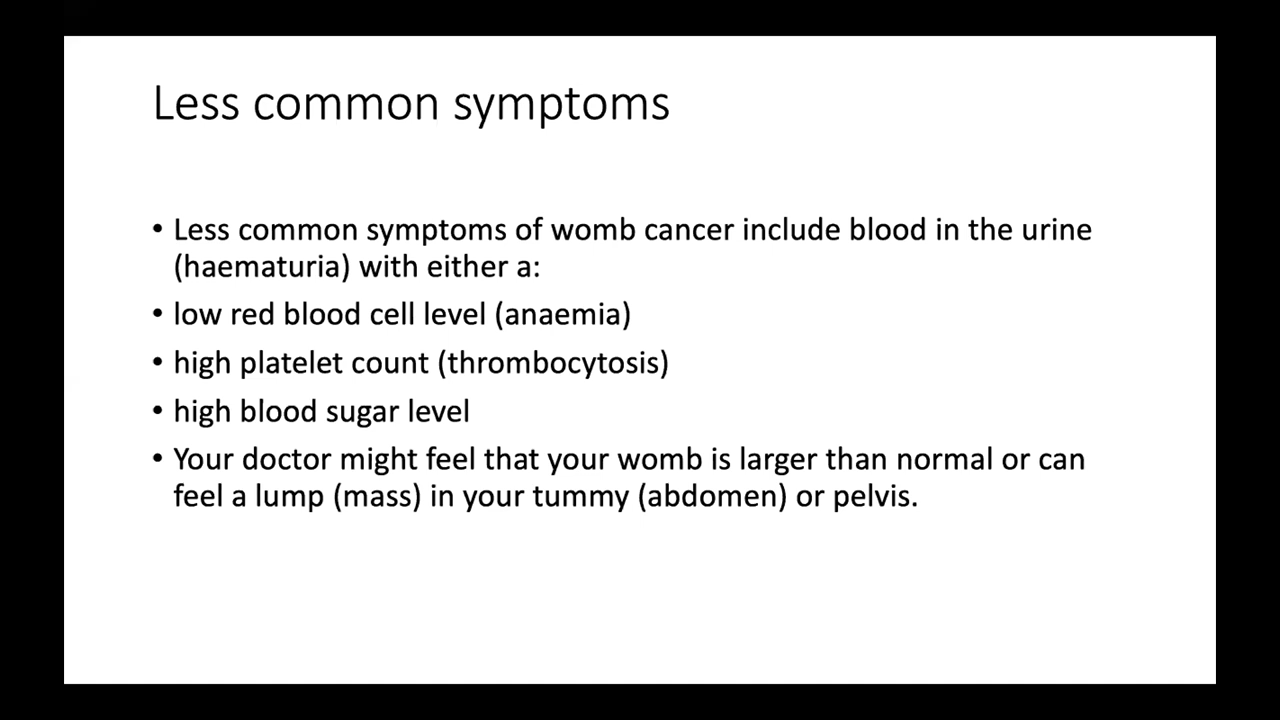 Less common symptoms
• Less common symptoms of womb cancer include blood in the urine
(haematuria) with either a:
• low red blood cell level (anaemia)
• high platelet count (thrombocytosis)
• high blood sugar level
• Your doctor might feel that your womb is larger than normal or can
feel a lump (mass) in your tummy (abdomen) or pelvis.